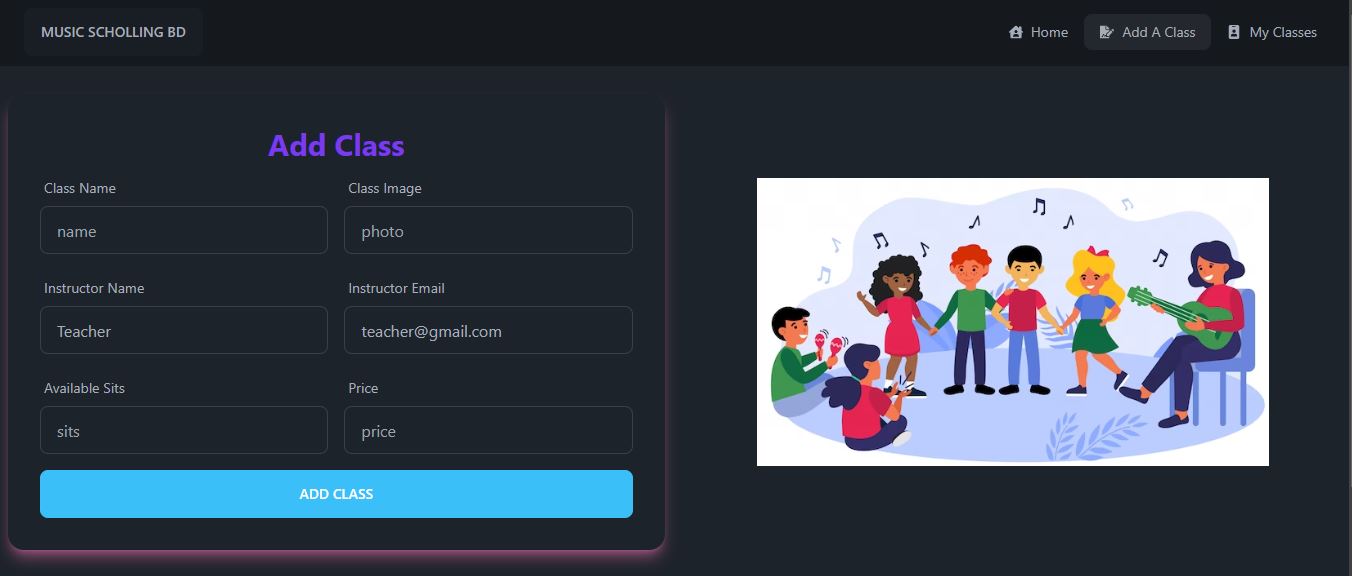 MUSIC SCHOLLING BD
Home
Add A Class
My Classes
Add Class
Class Name
Class Image
name
photo
Instructor Name
Instructor Email
Teacher
teacher@gmail.com
Available Sits
Price
sits
price
ADD CLASS